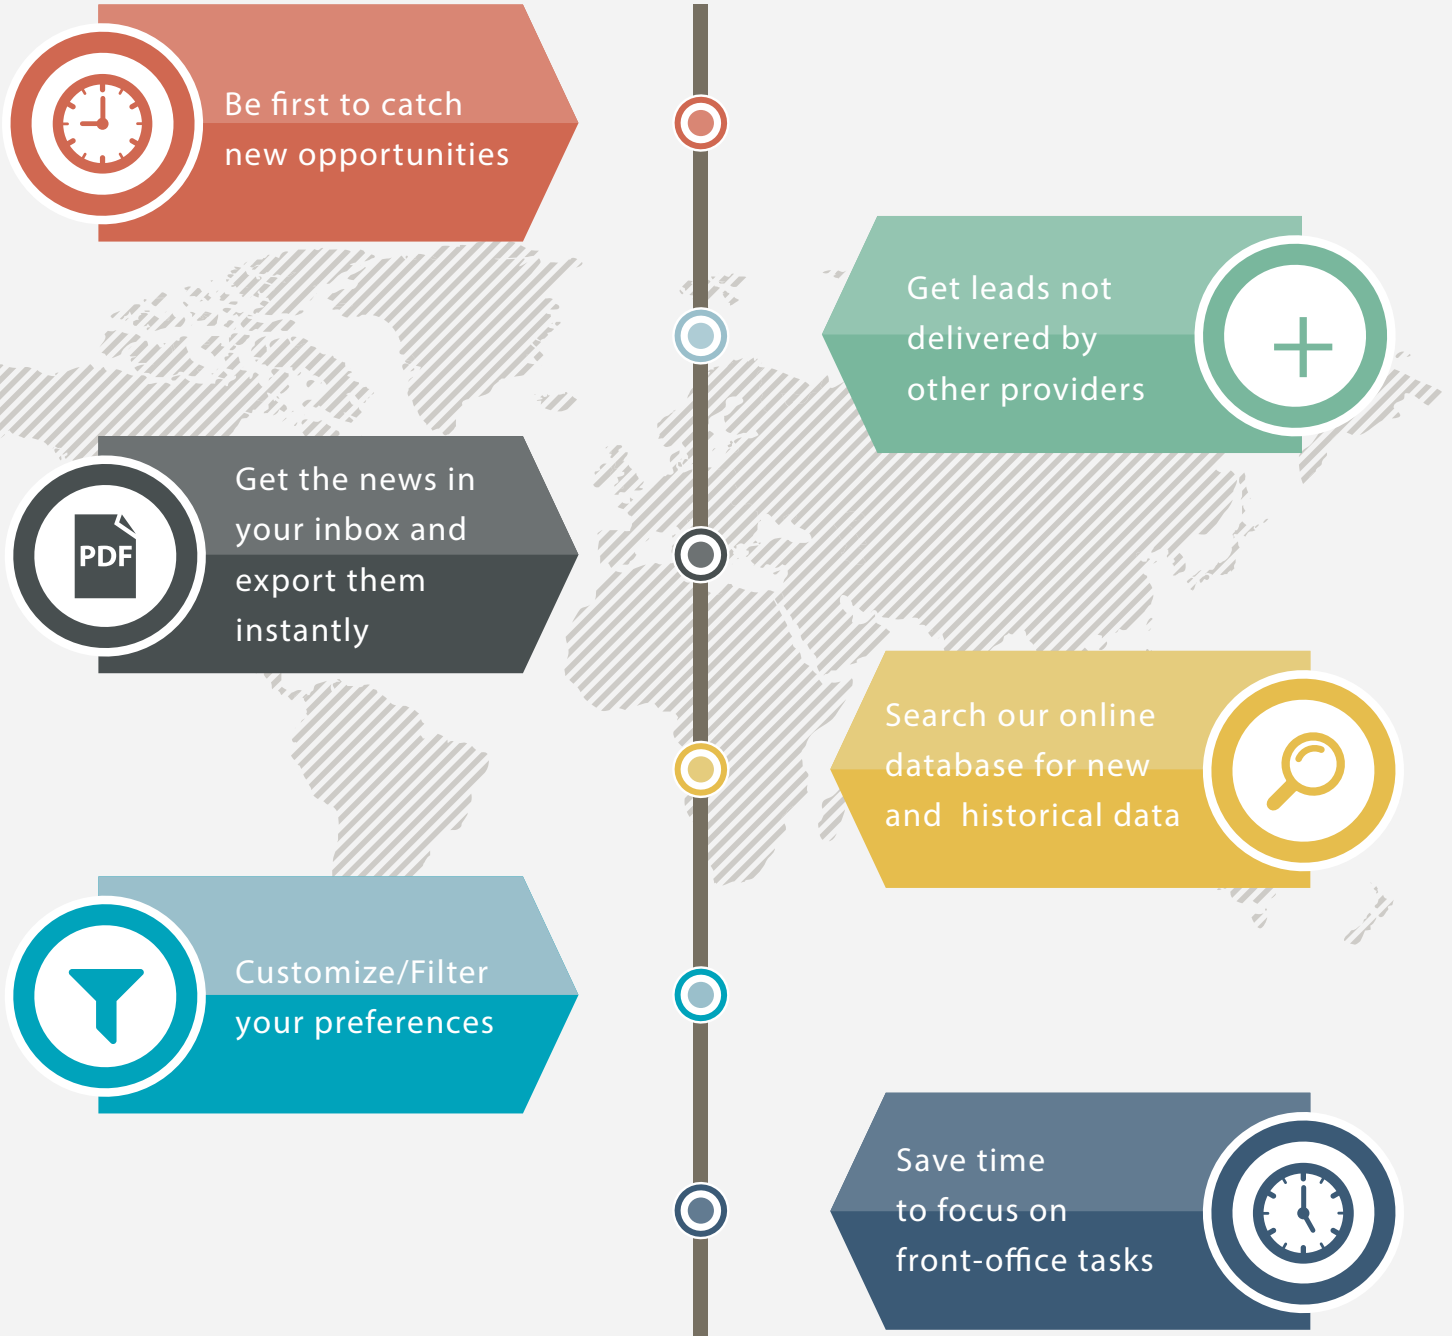 Be first to catch
new opportunities
Get leads not
delivered by
other providers
Get the news in
your inbox and
export them
instantly
PDF
Search our online
database for new
and  historical data
Customize/Filter
your preferences
Save time
to focus on
front-office tasks